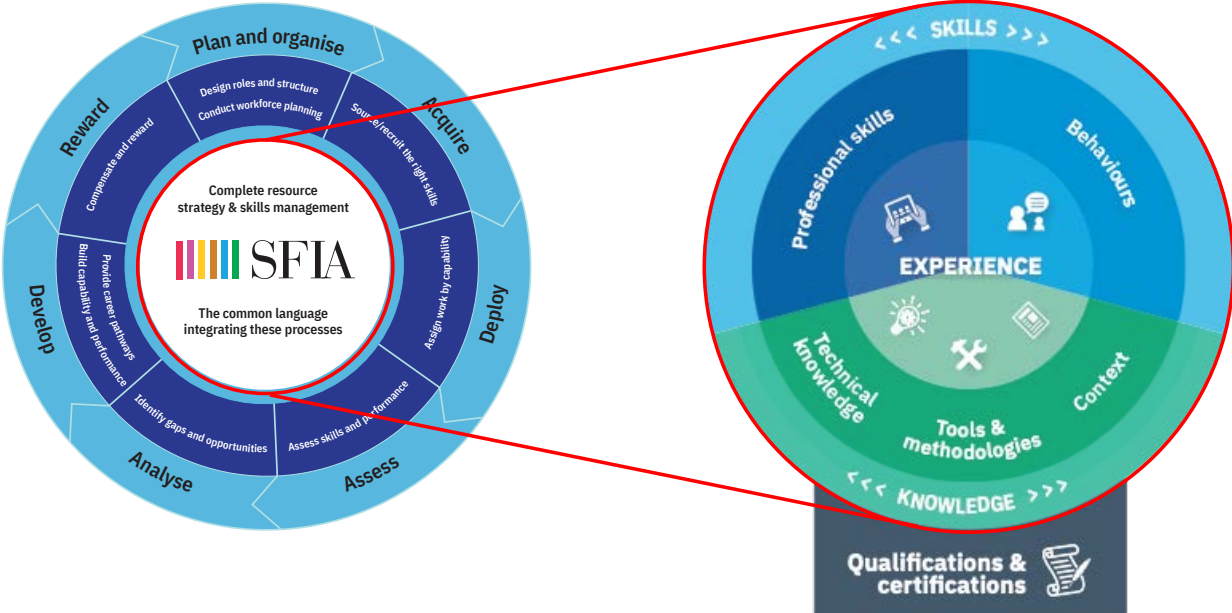 Plan and organise
Design roles and structure
Conduct workforce planning
Acquire
Source/recruit the right skills
Deploy
Assign work by capability
Assess
Assess skills and performance
Analyse
Identify gaps and opportunities
Develop
Provide career pathways
Build capability and performance
Reward
Compensate and reward
Complete resource
strategy & skills management
SFIA
The common language
integrating these processes
<<< SKILLS >>>
Professional skills
Behaviours
EXPERIENCE
Technical
knowledge
Tools &
methodologies
Context
<<< KNOWLEDGE >>>
Qualifications &
certifications